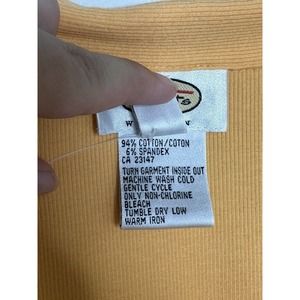 94% COTTON/COTON
6% SPANDEX
CA 23147
TURN GARMENT INSIDE OUT
MACHINE WASH COLD
GENTLE CYCLE
ONLY NON-CHLORINE
BLEACH
TUMBLE DRY LOW
WARM IRON